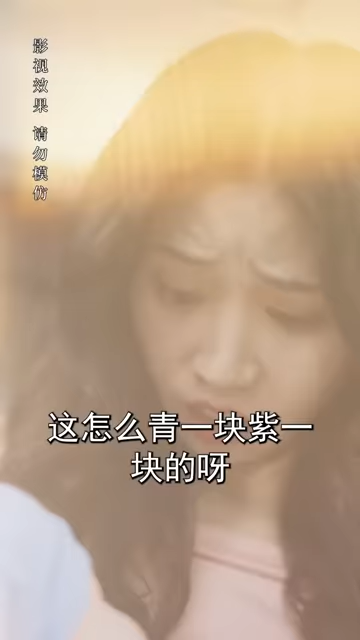 影视效果 请勿模仿
这怎么青一块紫一
块的呀